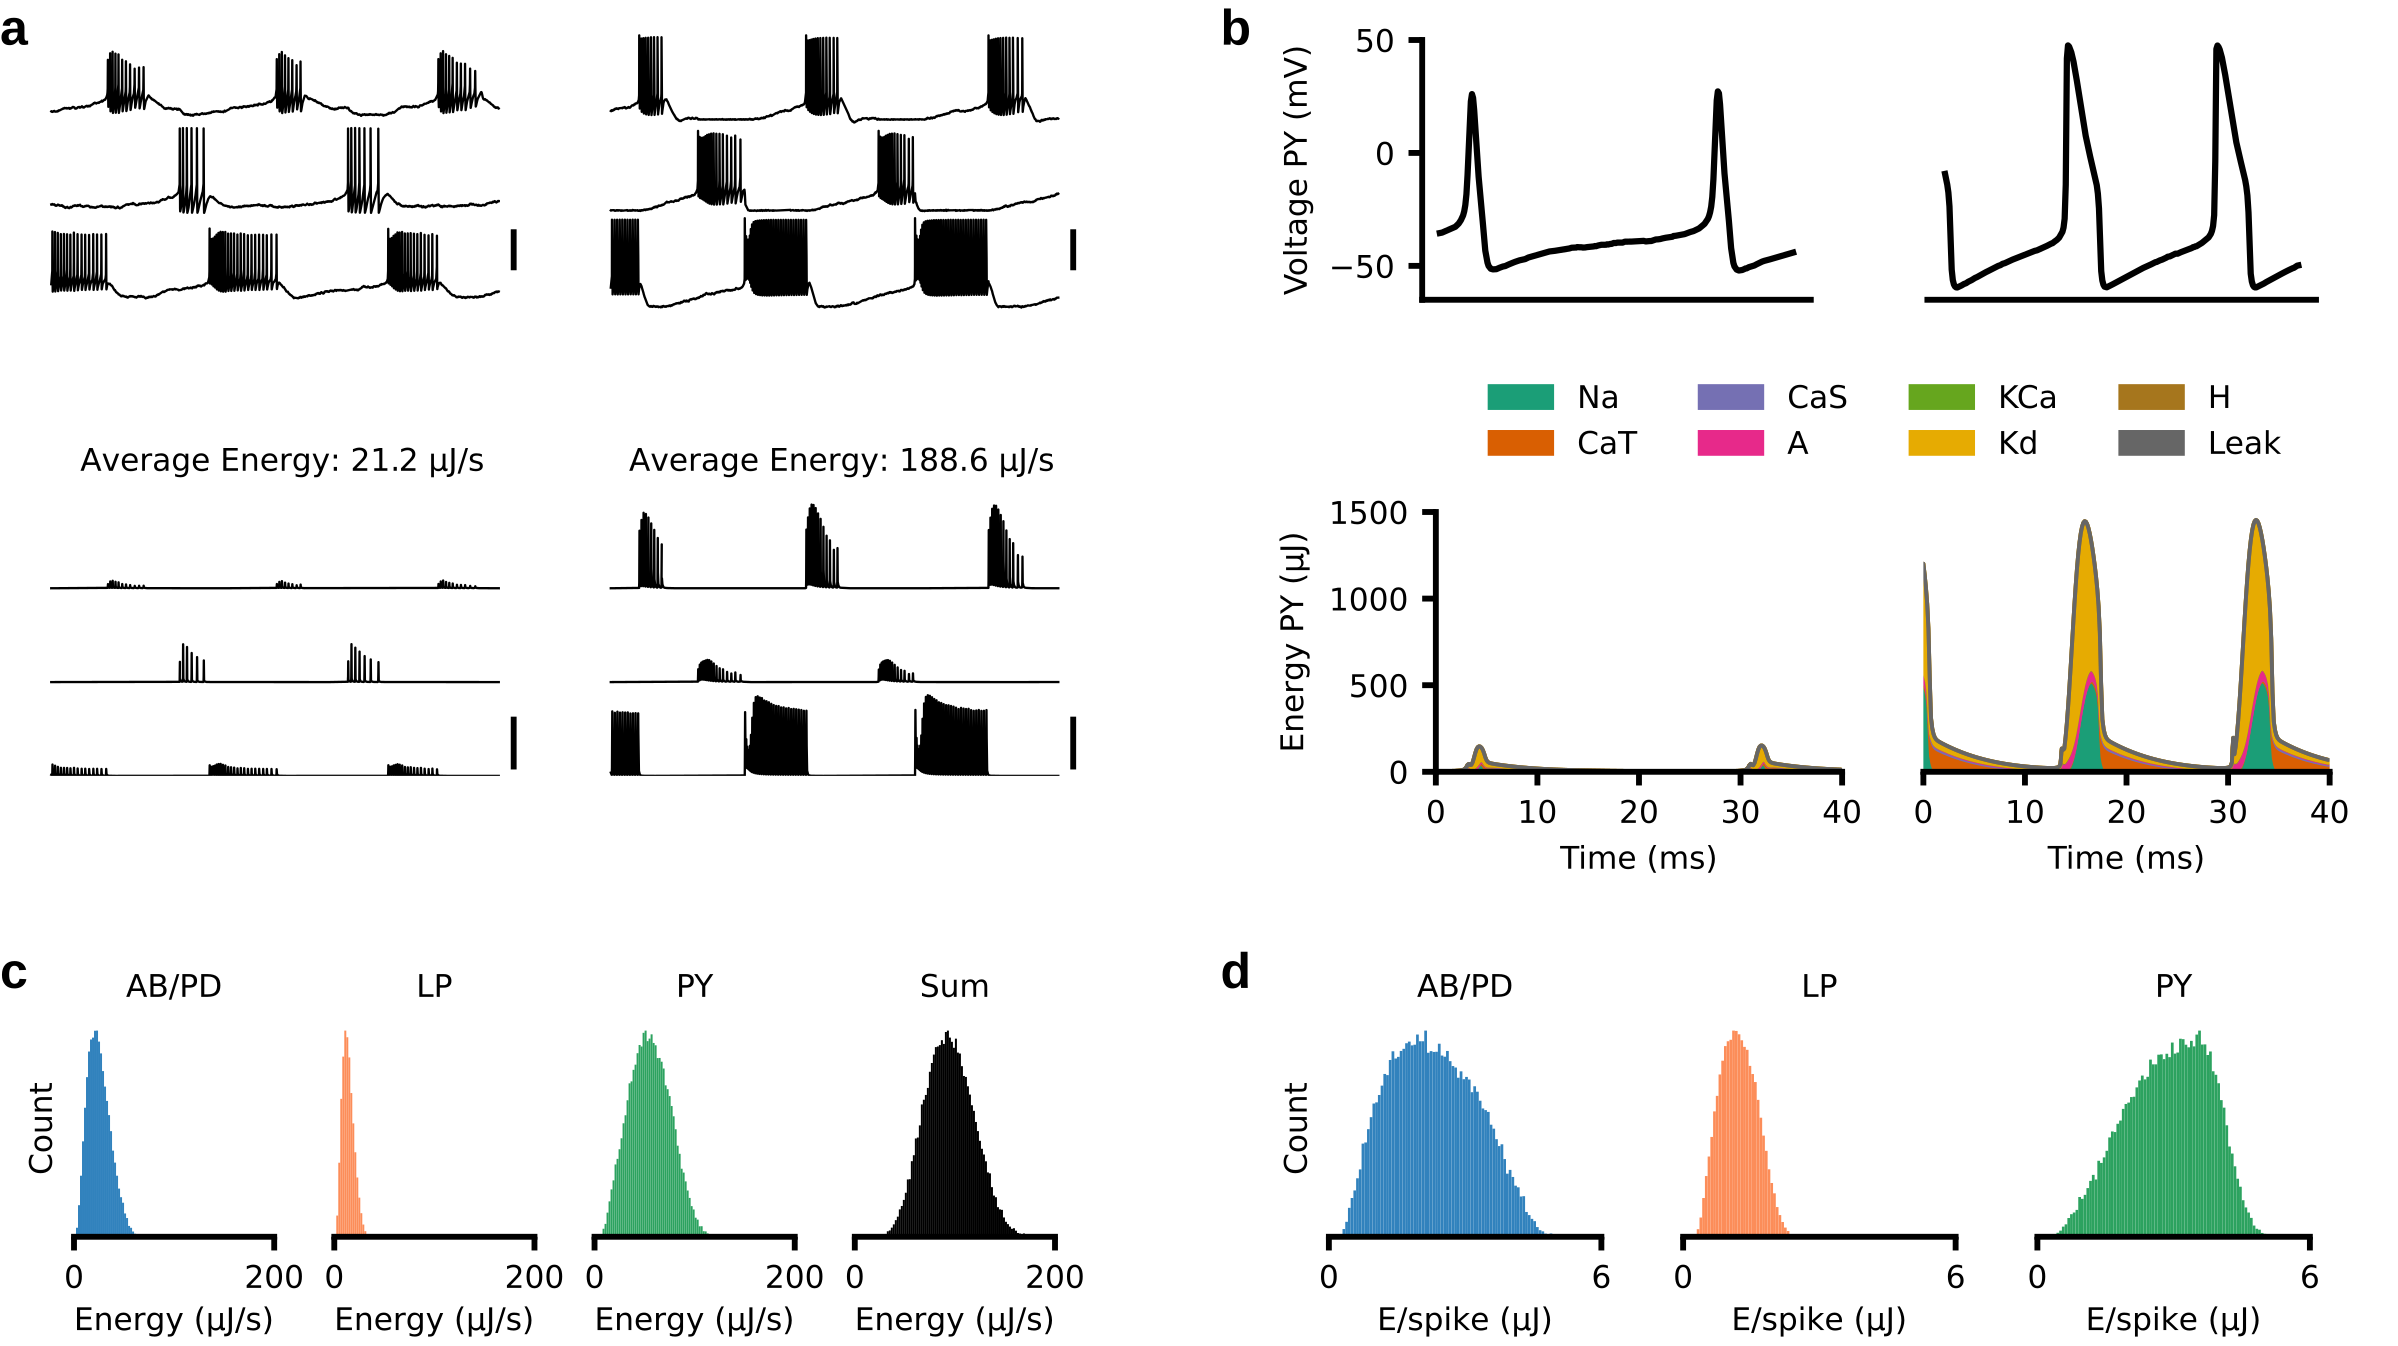 a
Average Energy: 21.2 µJ/s
Average Energy: 188.6 µJ/s
b
Voltage PY (mV)
50
0
−50
Na
CaS
KCa
H
CaT
A
Kd
Leak
Energy PY (µJ)
1500
1000
500
0
0 10 20 30 40
Time (ms)
0 10 20 30 40
Time (ms)
c
AB/PD
LP
PY
Sum
Count
0 200
0 200
0 200
0 200
Energy (µJ/s)
Energy (µJ/s)
Energy (µJ/s)
Energy (µJ/s)
d
AB/PD
LP
PY
Count
0 6
0 6
0 6
E/spike (µJ)
E/spike (µJ)
E/spike (µJ)